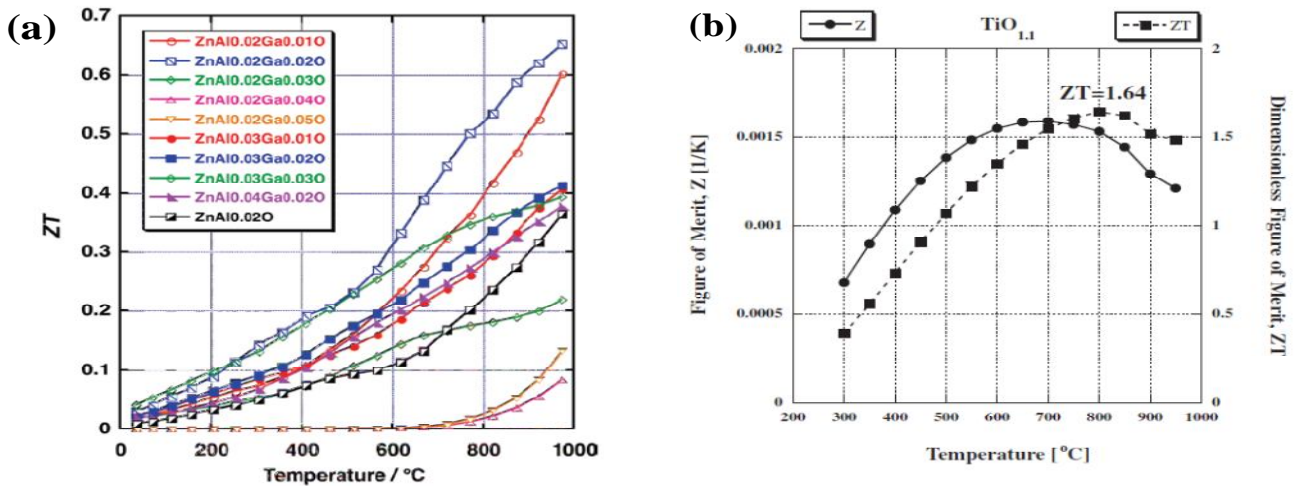 (a)
0.7
0.6
0.5
0.4
0.3
0.2
0.1
0
ZT
ZnAl0.02Ga0.01O
ZnAl0.02Ga0.02O
ZnAl0.02Ga0.03O
ZnAl0.02Ga0.04O
ZnAl0.02Ga0.05O
ZnAl0.03Ga0.01O
ZnAl0.03Ga0.02O
ZnAl0.03Ga0.03O
ZnAl0.04Ga0.02O
ZnAl0.02O
0 200 400 600 800 1000
Temperature / °C
(b)
Z TiO1.1 ZT
0.002
0.0015
0.001
0.0005
0
Figure of Merit, Z [1/K]
ZT=1.64
2
1.5
1
0.5
0
Dimensionless Figure of Merit, ZT
200 300 400 500 600 700 800 900 1000
Temperature [°C]